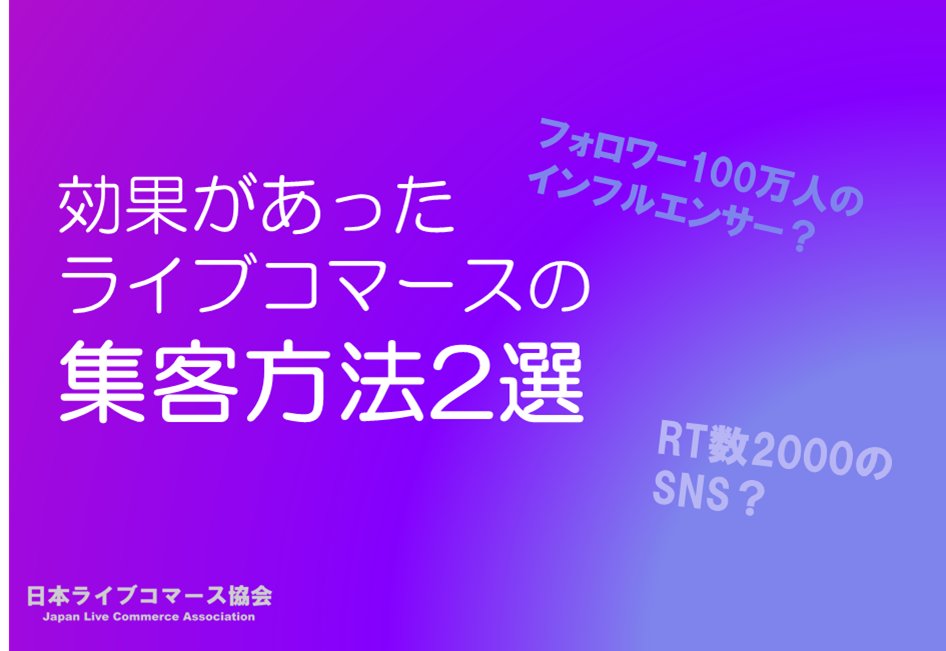 フォロワー100万人の
インフルエンサー？
効果があった
ライブコマースの
集客方法2選
RT数2000の
SNS？
日本ライブコマース協会
Japan Live Commerce Association